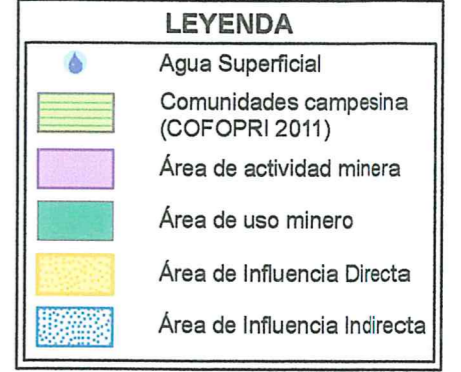 LEYENDA
Agua Superficial
Comunidades campesina
(COFOPRI 2011)
Área de actividad minera
Área de uso minero
Área de Influencia Directa
Área de Influencia Indirecta